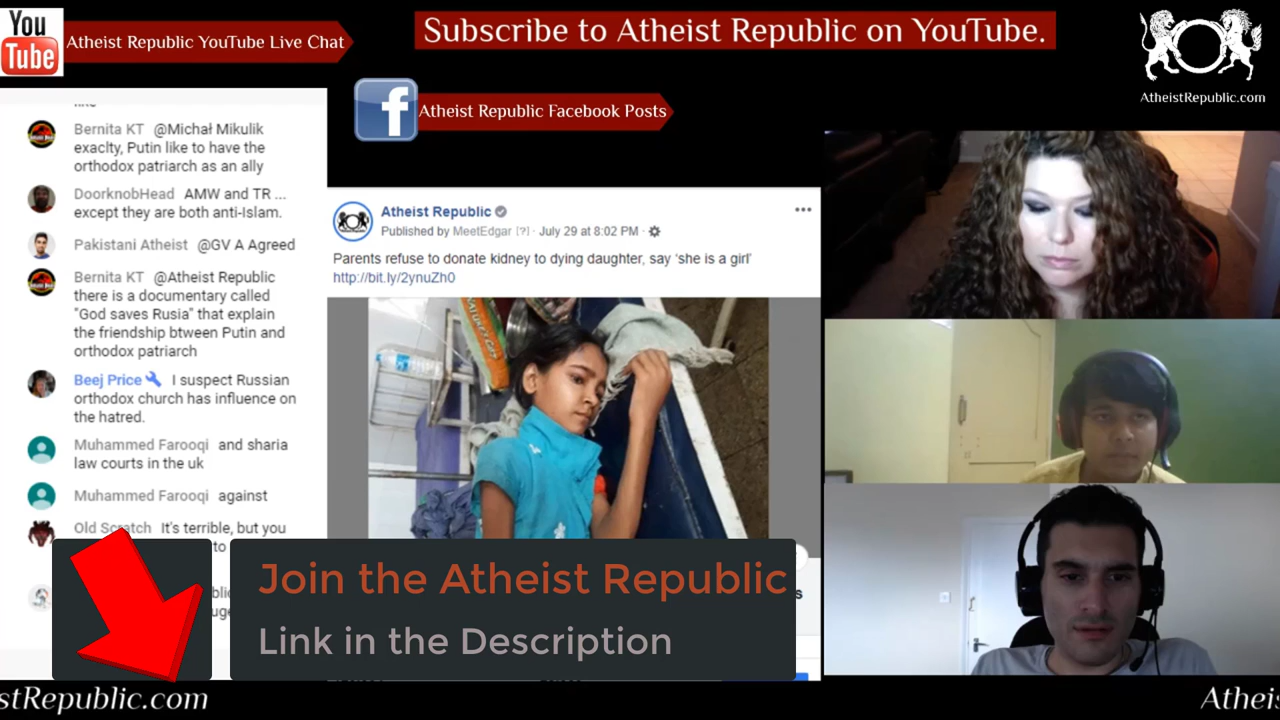 You
Tube
Atheist Republic YouTube Live Chat
Subscribe to Atheist Republic on YouTube.
AtheistRepublic.com
f
Atheist Republic Facebook Posts
Bernita KT @Michał Mikulik
exaclty, Putin like to have the
orthodox patriarch as an ally
DoorknobHead AMW and TR ...
except they are both anti-Islam.
Pakistani Atheist @GV A Agreed
Bernita KT @Atheist Republic
there is a documentary called
"God saves Rusia" that explain
the friendship btween Putin and
orthodox patriarch
Beej Price I suspect Russian
orthodox church has influence on
the hatred.
Muhammed Farooqi and sharia
law courts in the uk
Muhammed Farooqi against
Old Scratch It's terrible, but you
to
Atheist Republic
Published by MeetEdgar [?] · July 29 at 8:02 PM ·
Parents refuse to donate kidney to dying daughter, say 'she is a girl'
http://bit.ly/2ynuZh0
Join the Atheist Republic
Link in the Description
stRepublic.com
Atheis